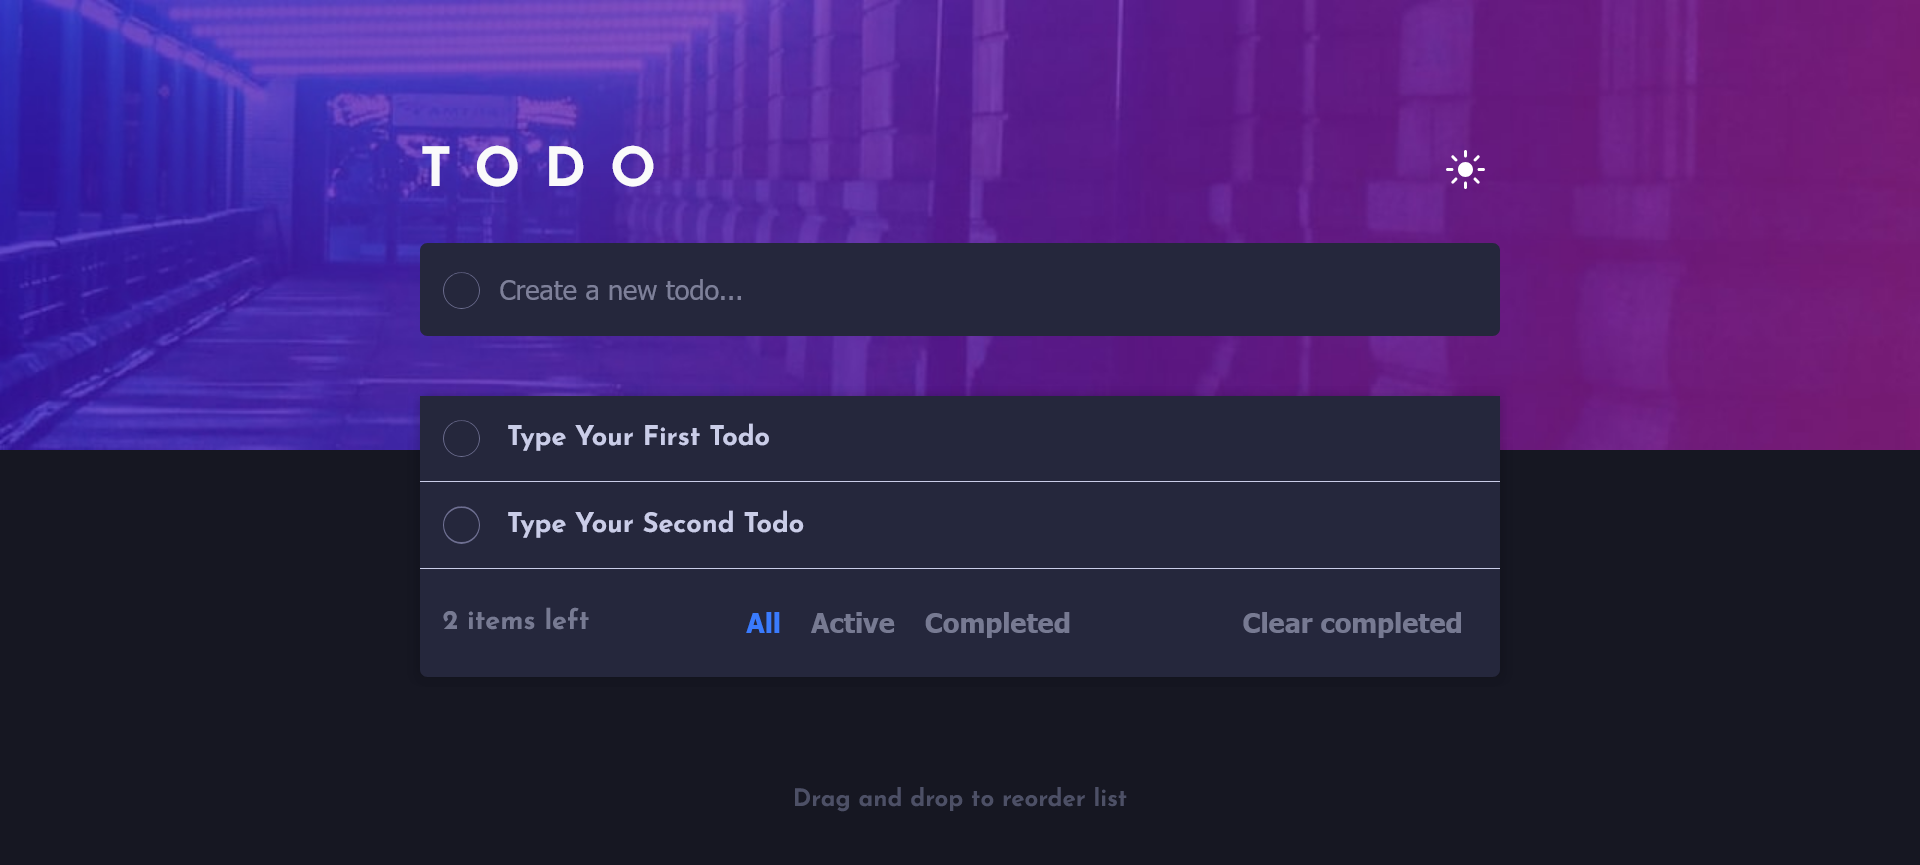 TODO
Create a new todo...
Type Your First Todo
Type Your Second Todo
2 items left All Active Completed Clear completed
Drag and drop to reorder list